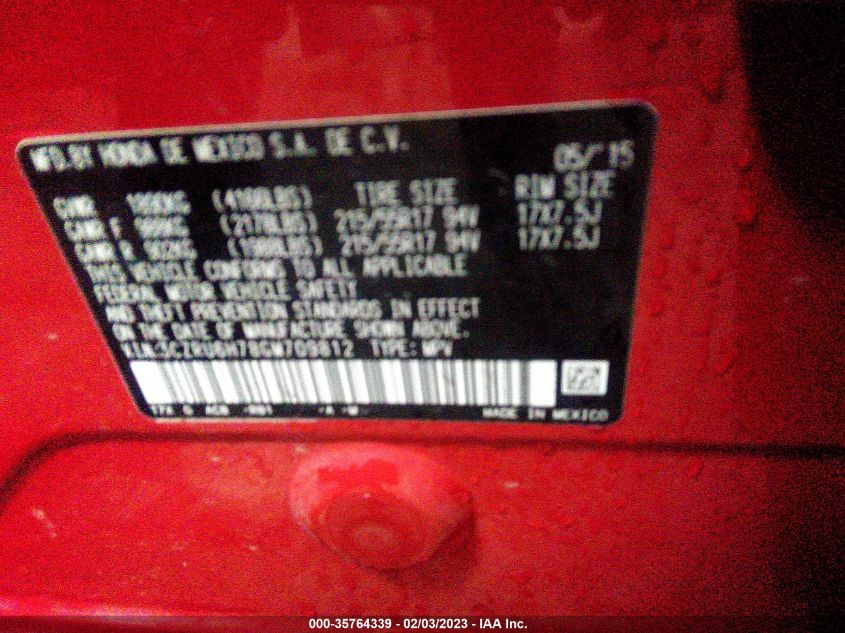 MFD.BY HONDA DE MEXICO S.A. DE C.V. 05/'15
GVWR (4180LBS) TIRE SIZE RIM SIZE
GAWR F (2178LBS) 215/55R17 94V 17X7.5J
GAWR R 215/55R17 94V 17X7.5J
THIS VEHICLE CONFORMS TO ALL APPLICABLE
FEDERAL MOTOR VEHICLE SAFETY
AND THEFT PREVENTION STANDARDS IN EFFECT
ON THE DATE OF MANUFACTURE SHOWN ABOVE.
TYPE: MPV
MADE IN MEXICO
000-35764339 - 02/03/2023 - IAA Inc.